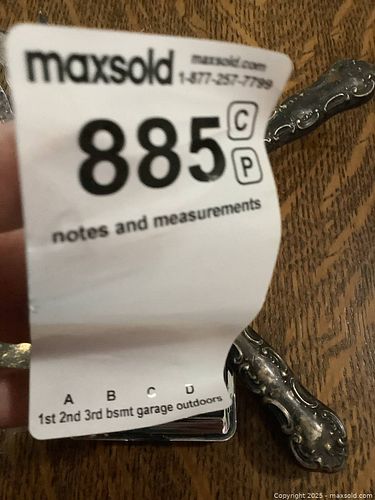 maxsold maxsold.com
1-877-257-7799
885 C
P
notes and measurements
A B C D
1st 2nd 3rd bsmt garage outdoors
Copyright 2025 - maxsold.com